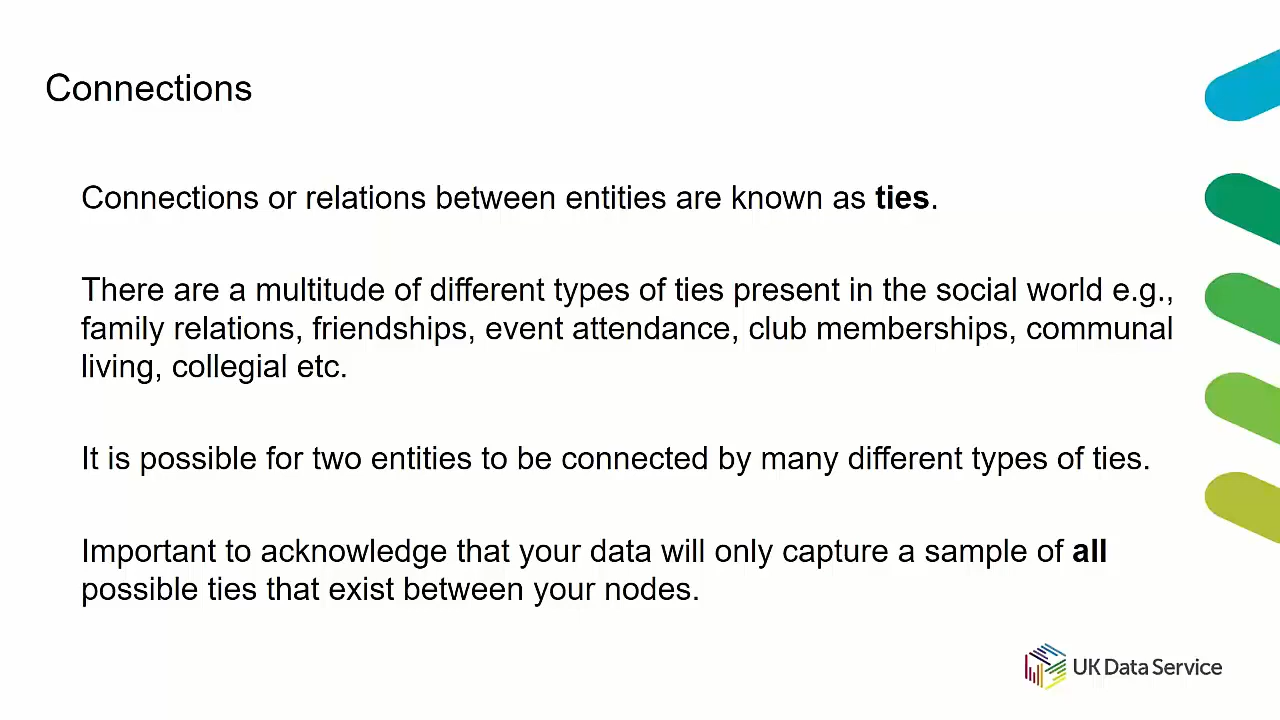 Connections
Connections or relations between entities are known as ties.
There are a multitude of different types of ties present in the social world e.g.,
family relations, friendships, event attendance, club memberships, communal
living, collegial etc.
It is possible for two entities to be connected by many different types of ties.
Important to acknowledge that your data will only capture a sample of all
possible ties that exist between your nodes.
UK Data Service